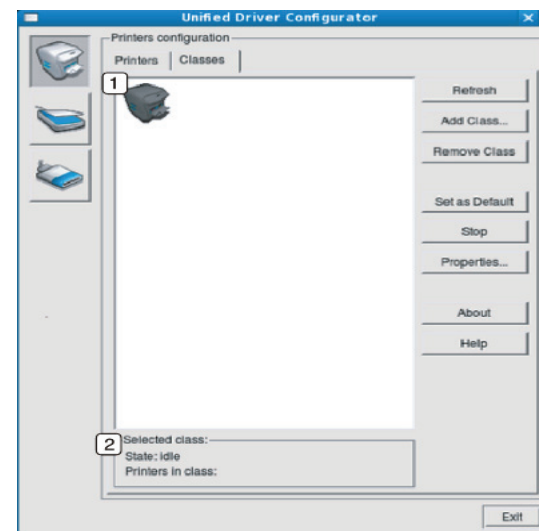 Unified Driver Configurator
Printers configuration
Printers Classes
1
Refresh
Add Class...
Remove Class
Set as Default
Stop
Properties...
About
Help
2
Selected class:
State: idle
Printers in class:
Exit